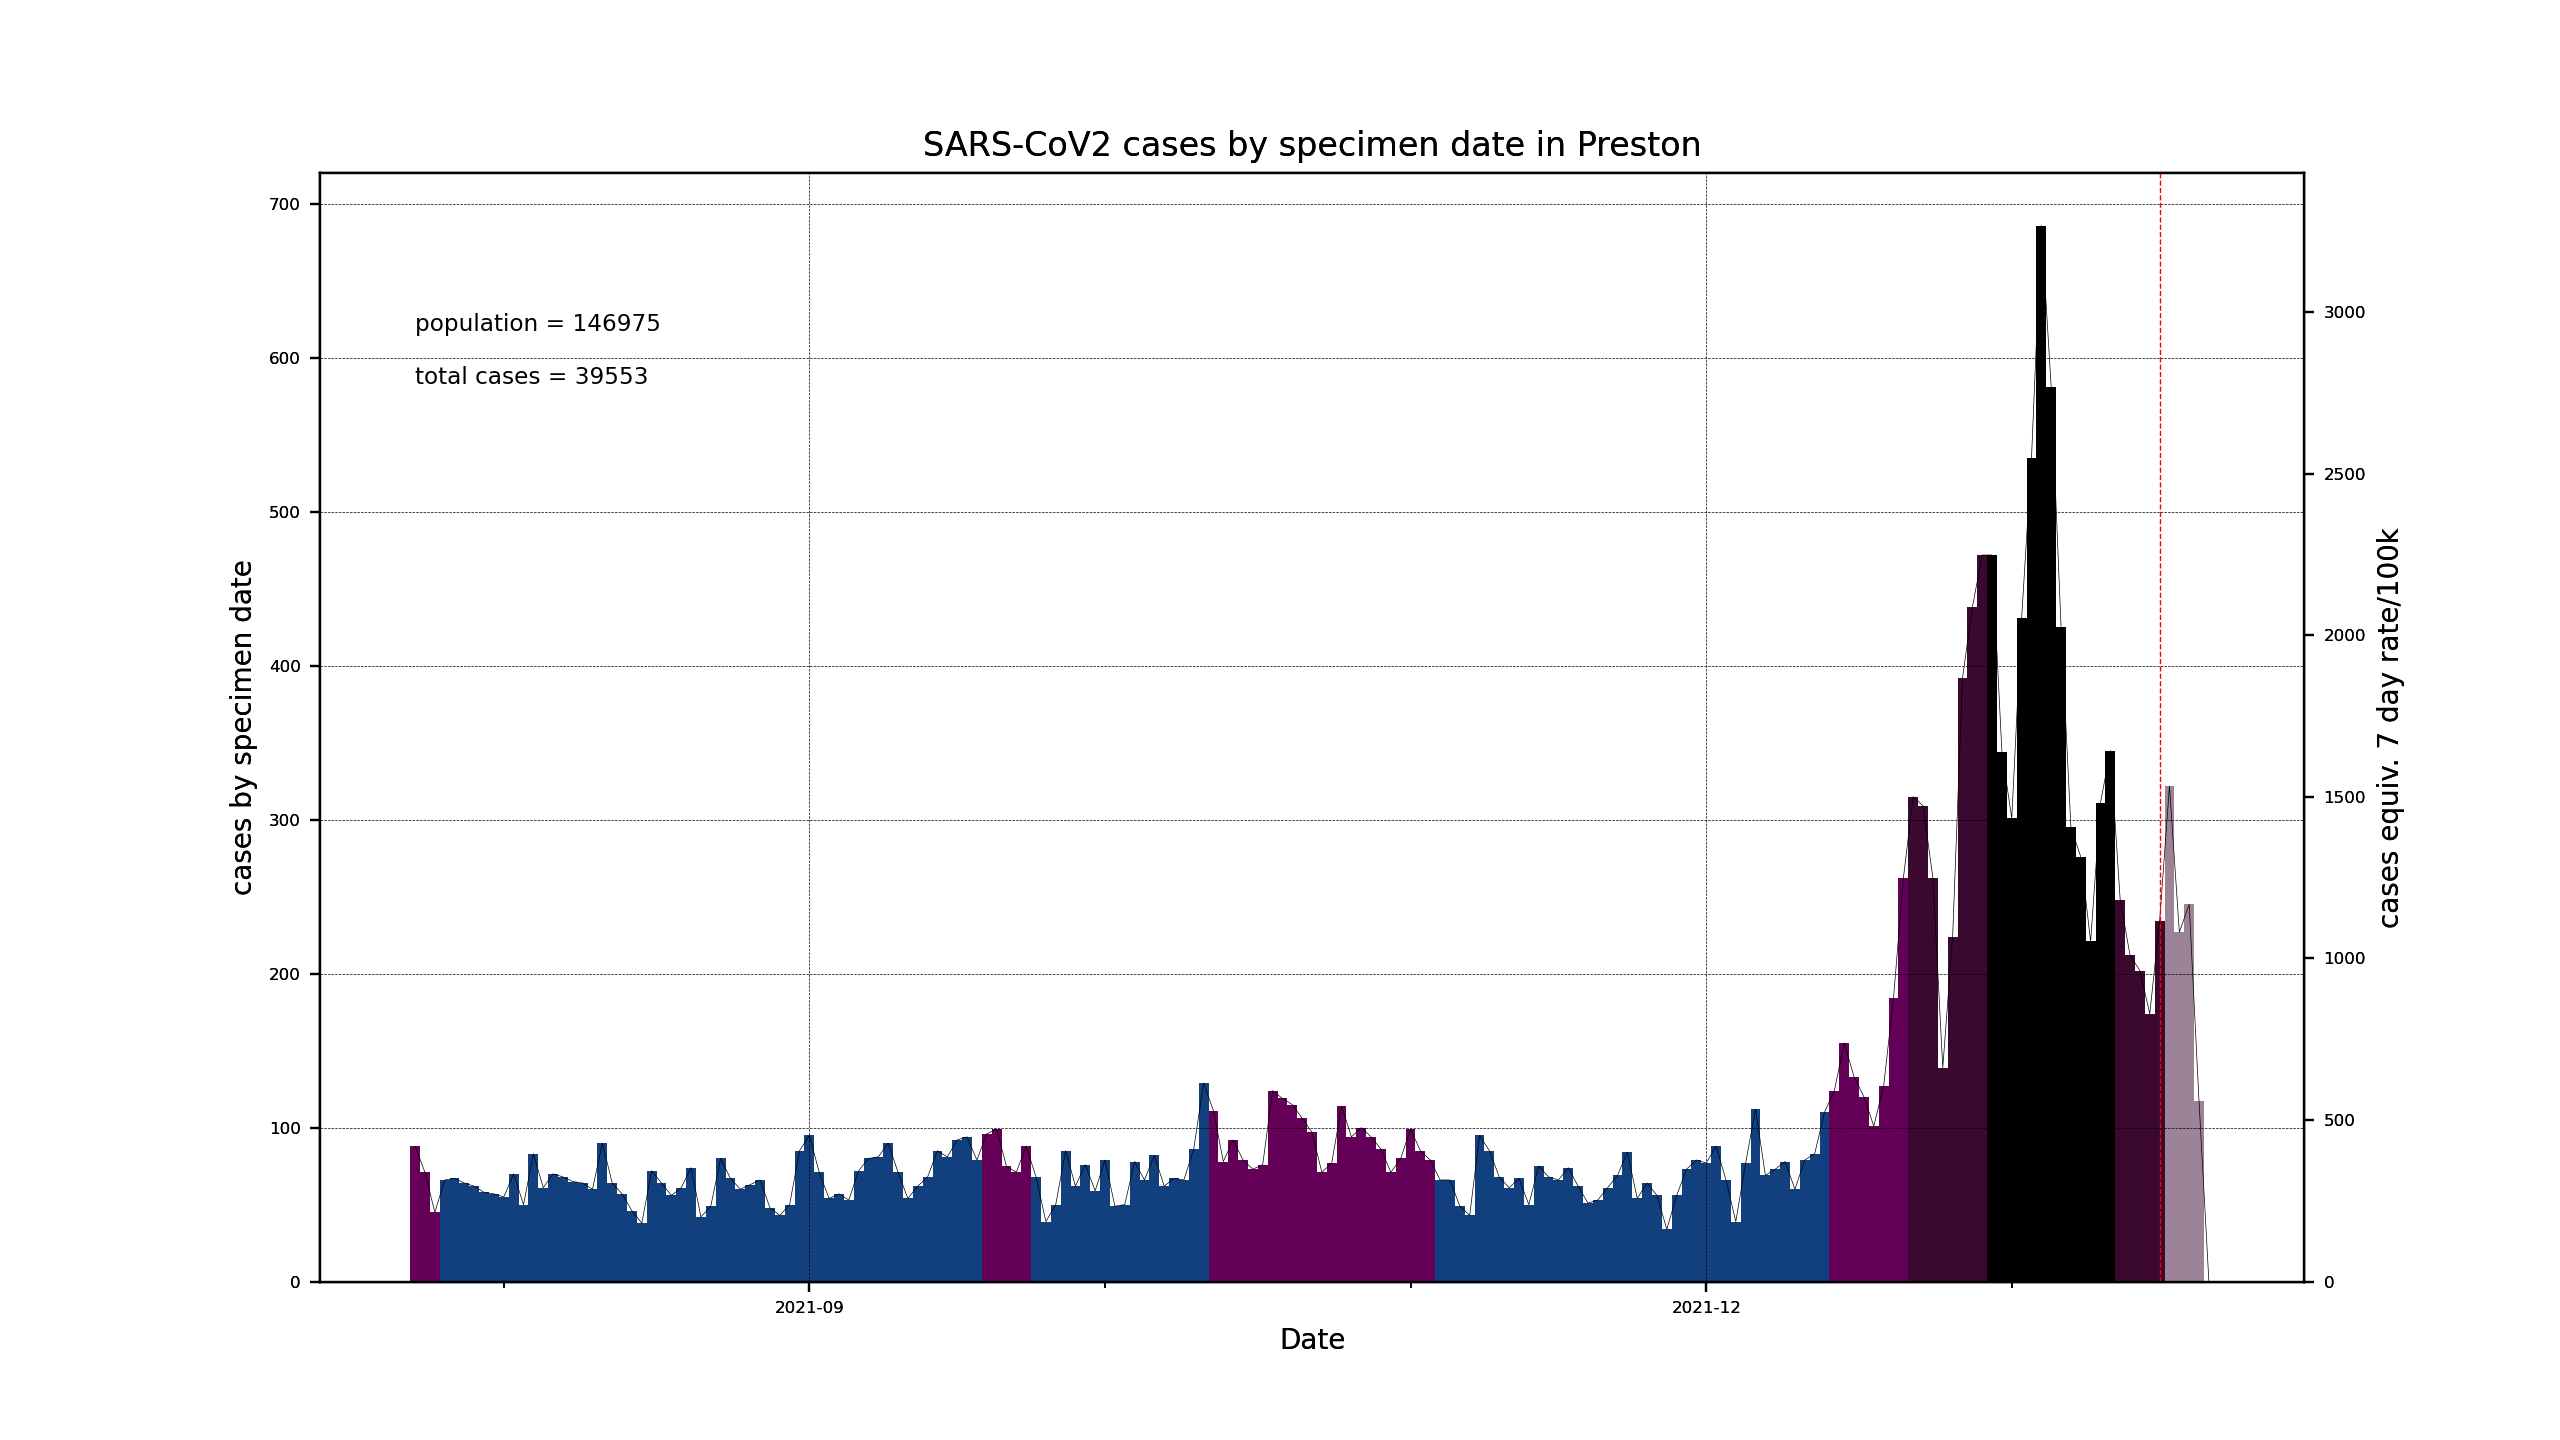 SARS-CoV2 cases by specimen date in Preston
700
600
500
400
300
200
100
0
cases by specimen date
population = 146975
total cases = 39553
3000
2500
2000
1500
1000
500
0
cases equiv. 7 day rate/100k
2021-09
2021-12
Date